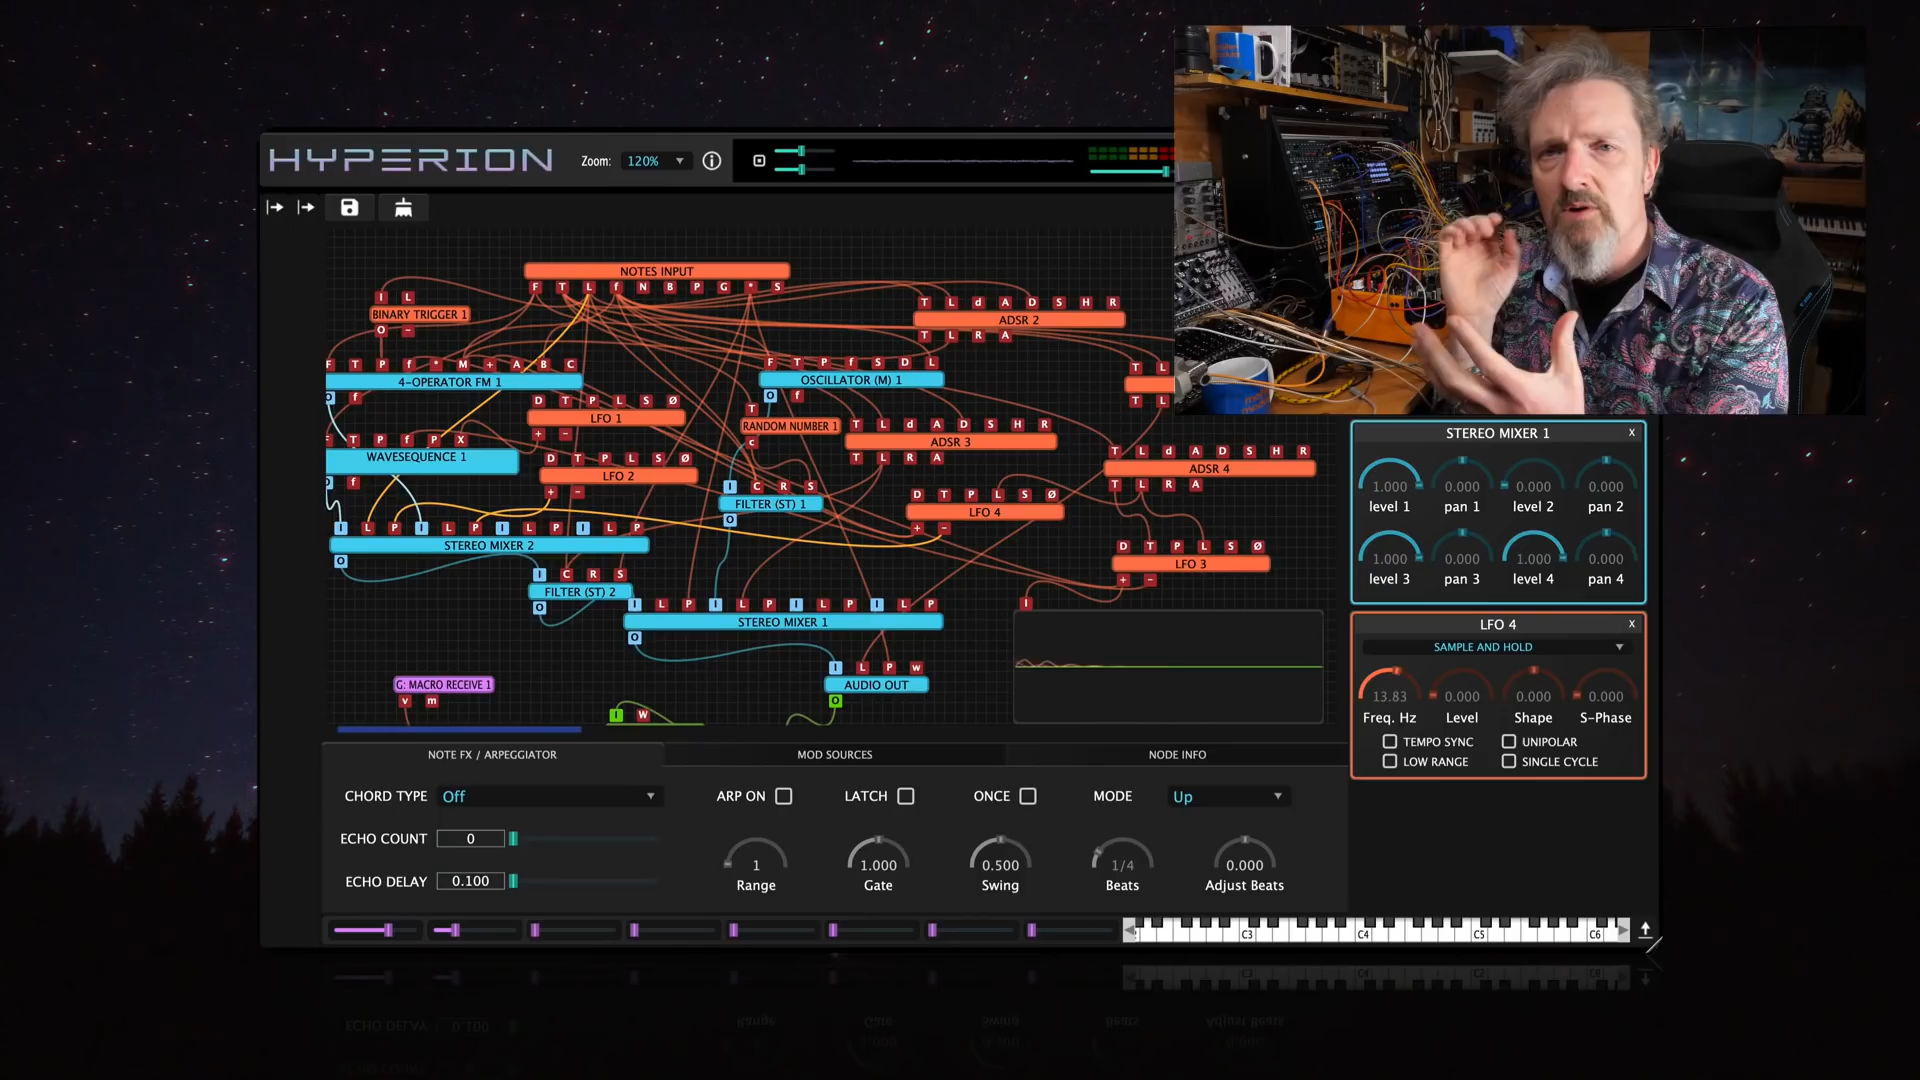 HYPERION
Zoom: 120%
NOTES INPUT
F T L f N B P G * S
I L
BINARY TRIGGER 1
O -
T L d A D S H R
ADSR 2
T L R A
F T P f * M + A B C
4-OPERATOR FM 1
O f
F T P f S D L
OSCILLATOR (M) 1
O f
T L
T L
D T P L S Ø
LFO 1
+ -
T
RANDOM NUMBER 1
c
T L d A D S H R
ADSR 3
T L R A
T P f P X
WAVESEQUENCE 1
O f
D T P L S Ø
LFO 2
+ -
T L d A D S H R
ADSR 4
T L R A
I C R S
FILTER (ST) 1
O
D T P L S Ø
LFO 4
+ -
I L P I L P I L P I L P
STEREO MIXER 2
O
D T P L S Ø
LFO 3
+ -
I C R S
FILTER (ST) 2
O
I L P I L P I L P I L P
STEREO MIXER 1
O
I
I L P w
AUDIO OUT
O
G: MACRO RECEIVE 1
v m
I W
STEREO MIXER 1 X
1.000 0.000 0.000 0.000
level 1 pan 1 level 2 pan 2
1.000 0.000 1.000 0.000
level 3 pan 3 level 4 pan 4
LFO 4 X
SAMPLE AND HOLD
13.83 0.000 0.000 0.000
Freq. Hz Level Shape S-Phase
TEMPO SYNC UNIPOLAR
LOW RANGE SINGLE CYCLE
NOTE FX / ARPEGGIATOR MOD SOURCES NODE INFO
CHORD TYPE Off ARP ON LATCH ONCE MODE Up
ECHO COUNT 0
ECHO DELAY 0.100
1 1.000 0.500 1/4 0.000
Range Gate Swing Beats Adjust Beats
C3 C4 C5 C6